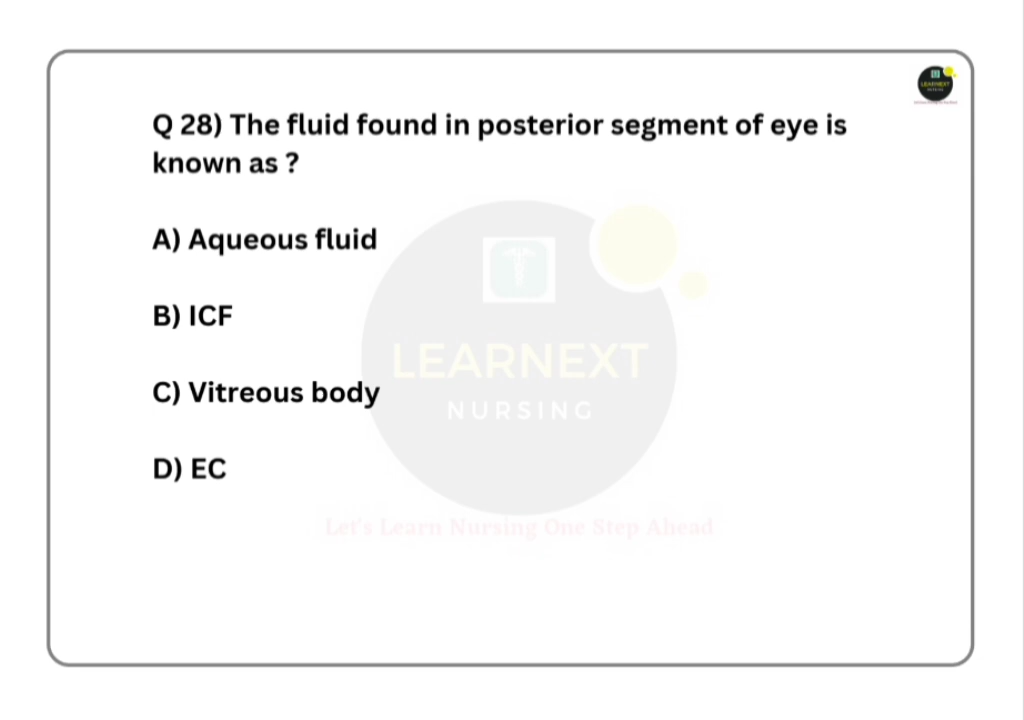 LEARNEXT
Q 28) The fluid found in posterior segment of eye is
known as ?
A) Aqueous fluid
B) ICF
C) Vitreous body
D) EC
LEARNEXT
NURSING
Let's Learn Nursing One Step Ahead